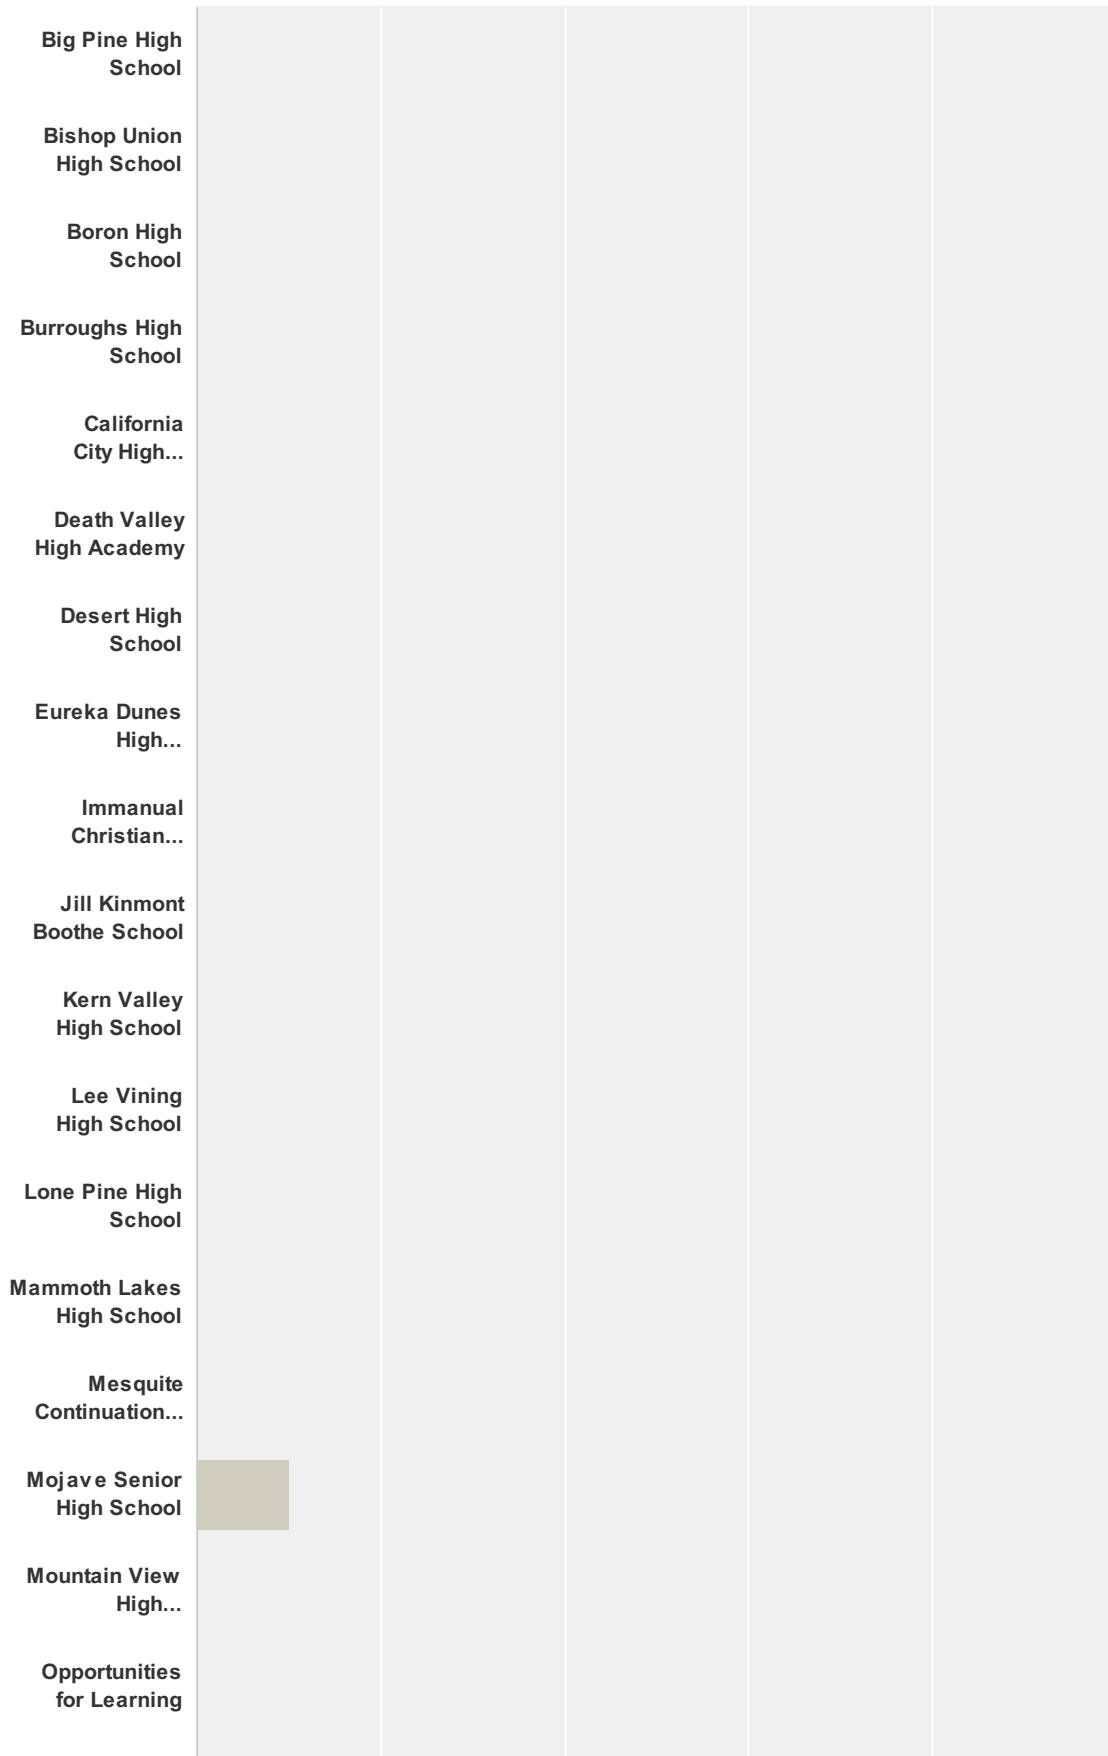 Big Pine High
School
Bishop Union
High School
Boron High
School
Burroughs High
School
California
City High...
Death Valley
High Academy
Desert High
School
Eureka Dunes
High...
Immanual
Christian...
Jill Kinmont
Boothe School
Kern Valley
High School
Lee Vining
High School
Lone Pine High
School
Mammoth Lakes
High School
Mesquite
Continuation...
Mojave Senior
High School
Mountain View
High...
Opportunities
for Learning